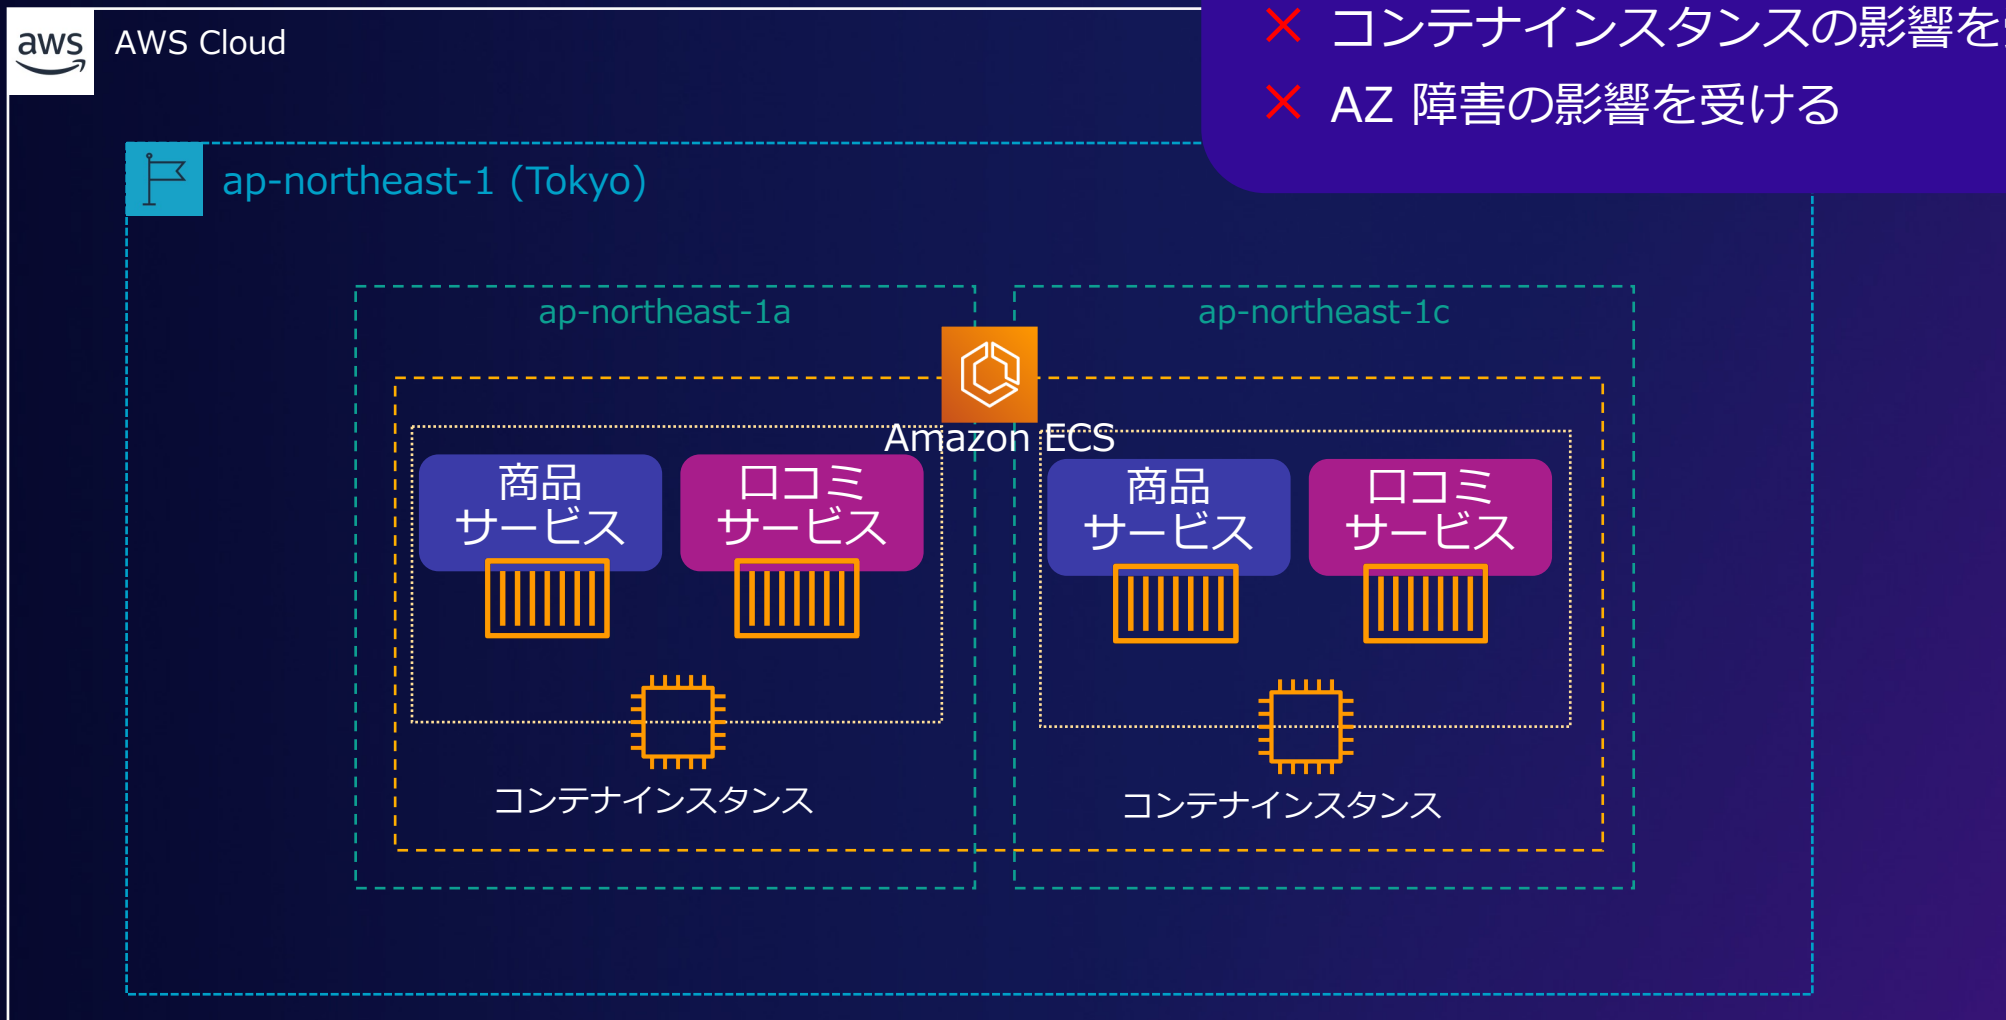 aws
AWS Cloud
× コンテナインスタンスの影響を
× AZ 障害の影響を受ける
ap-northeast-1 (Tokyo)
ap-northeast-1a
ap-northeast-1c
Amazon ECS
商品
サービス
口コミ
サービス
商品
サービス
口コミ
サービス
コンテナインスタンス
コンテナインスタンス